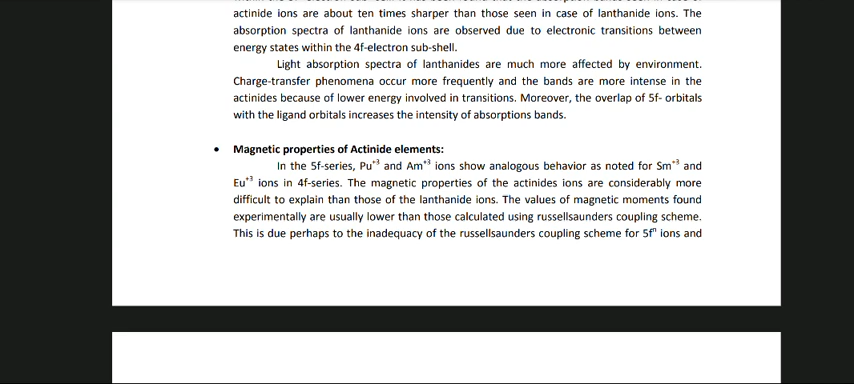 actinide ions are about ten times sharper than those seen in case of lanthanide ions. The
absorption spectra of lanthanide ions are observed due to electronic transitions between
energy states within the 4f-electron sub-shell.
Light absorption spectra of lanthanides are much more affected by environment.
Charge-transfer phenomena occur more frequently and the bands are more intense in the
actinides because of lower energy involved in transitions. Moreover, the overlap of 5f- orbitals
with the ligand orbitals increases the intensity of absorptions bands.
• Magnetic properties of Actinide elements:
In the 5f-series, Pu⁺³ and Am⁺³ ions show analogous behavior as noted for Sm⁺³ and
Eu⁺³ ions in 4f-series. The magnetic properties of the actinides ions are considerably more
difficult to explain than those of the lanthanide ions. The values of magnetic moments found
experimentally are usually lower than those calculated using russellsaunders coupling scheme.
This is due perhaps to the inadequacy of the russellsaunders coupling scheme for 5fⁿ ions and